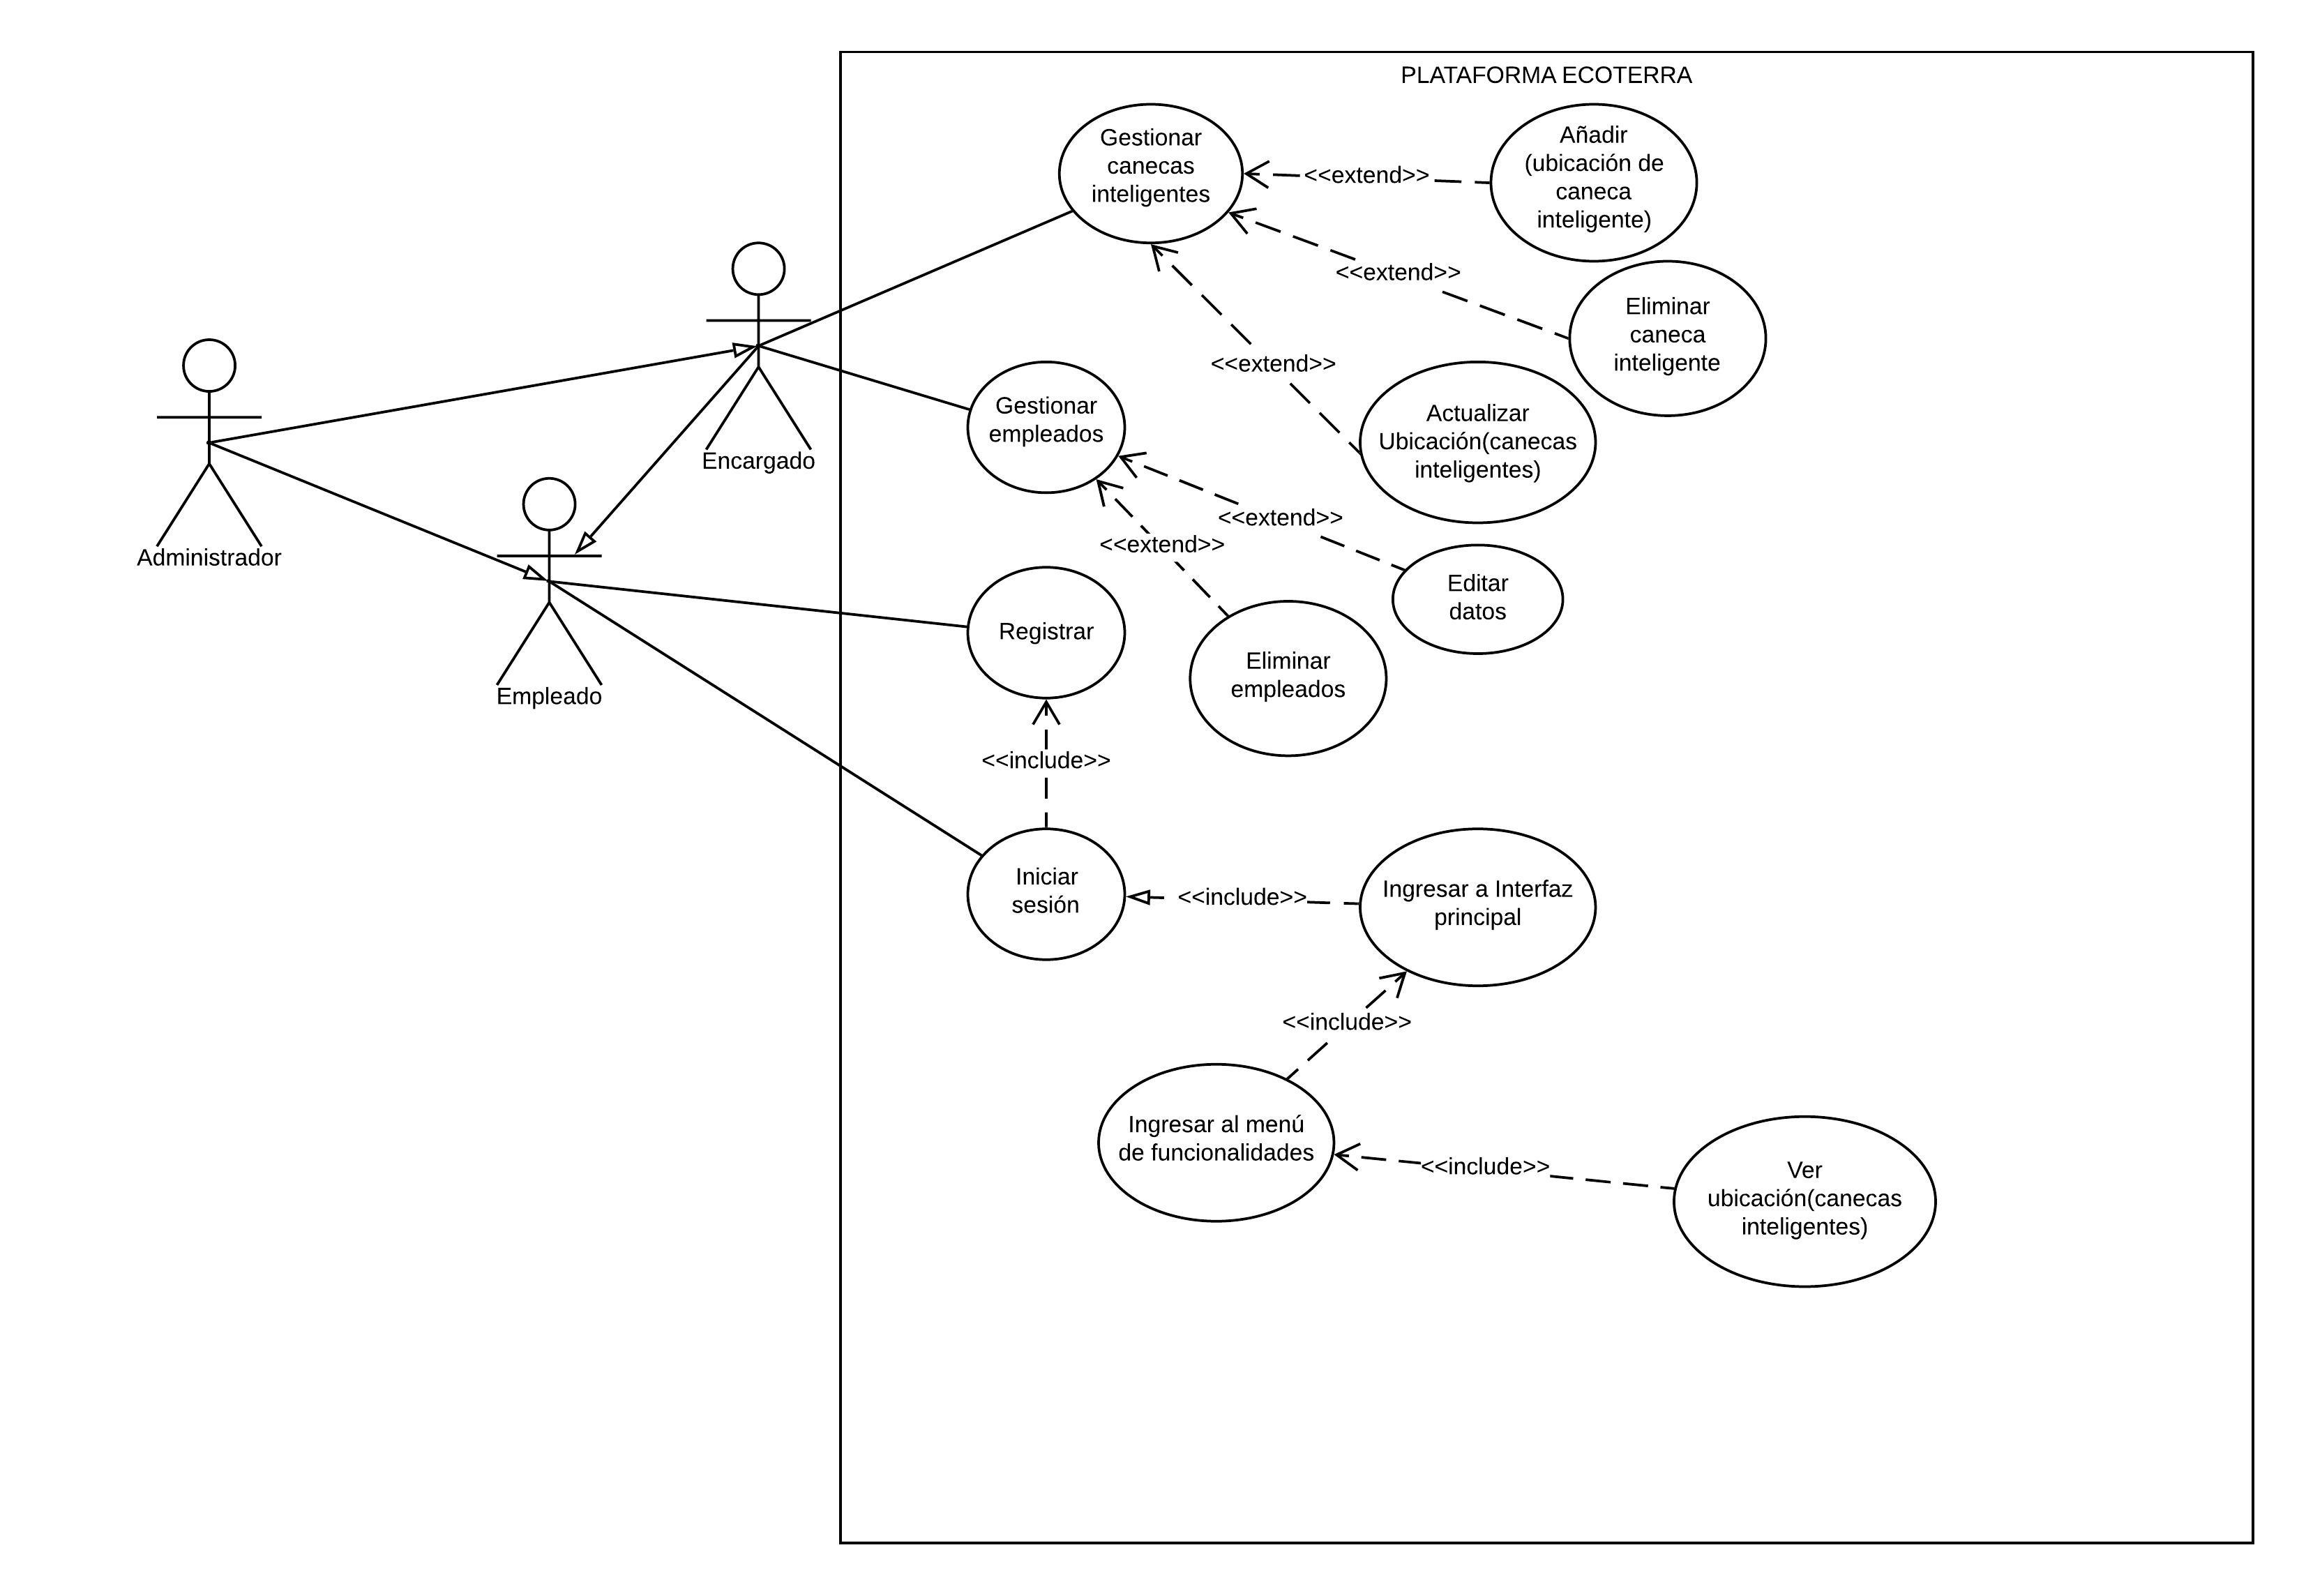 PLATAFORMA ECOTERRA
Gestionar
canecas
inteligentes
<<extend>>
Añadir
(ubicación de
caneca
inteligente)
<<extend>>
Eliminar
caneca
inteligente
<<extend>>
Actualizar
Ubicación(canecas
inteligentes)
Encargado
Administrador
Empleado
Gestionar
empleados
<<extend>>
<<extend>>
Editar
datos
Eliminar
empleados
Registrar
<<include>>
Iniciar
sesión
<<include>>
Ingresar a Interfaz
principal
<<include>>
Ingresar al menú
de funcionalidades
<<include>>
Ver
ubicación(canecas
inteligentes)